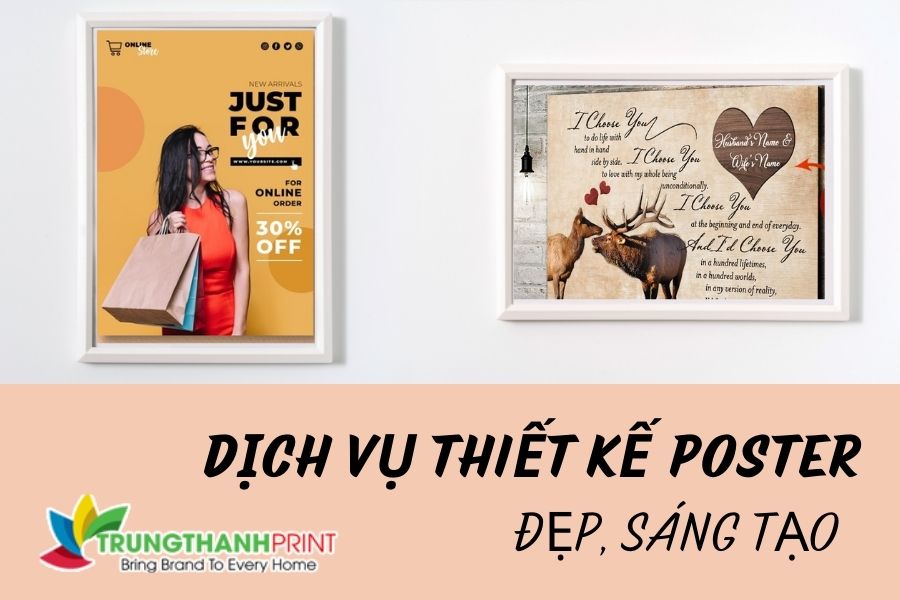 ONLINE
Store
NEW ARRIVALS
JUST
FOR
you
WWW.YOURSITE.COM
FOR
ONLINE
ORDER
30%
OFF
I Choose You
to do life with
hand in hand
side by side.
I Choose You
to love with my whole being
unconditionally.
I Choose You
at the beginning and end of everyday.
And I'd Choose You
in a hundred lifetimes,
in a hundred worlds,
in any version of reality,
Husband's Name &
Wife's Name
DỊCH VỤ THIẾT KẾ POSTER
ĐẸP, SÁNG TẠO
TRUNGTHANHPRINT
Bring Brand To Every Home